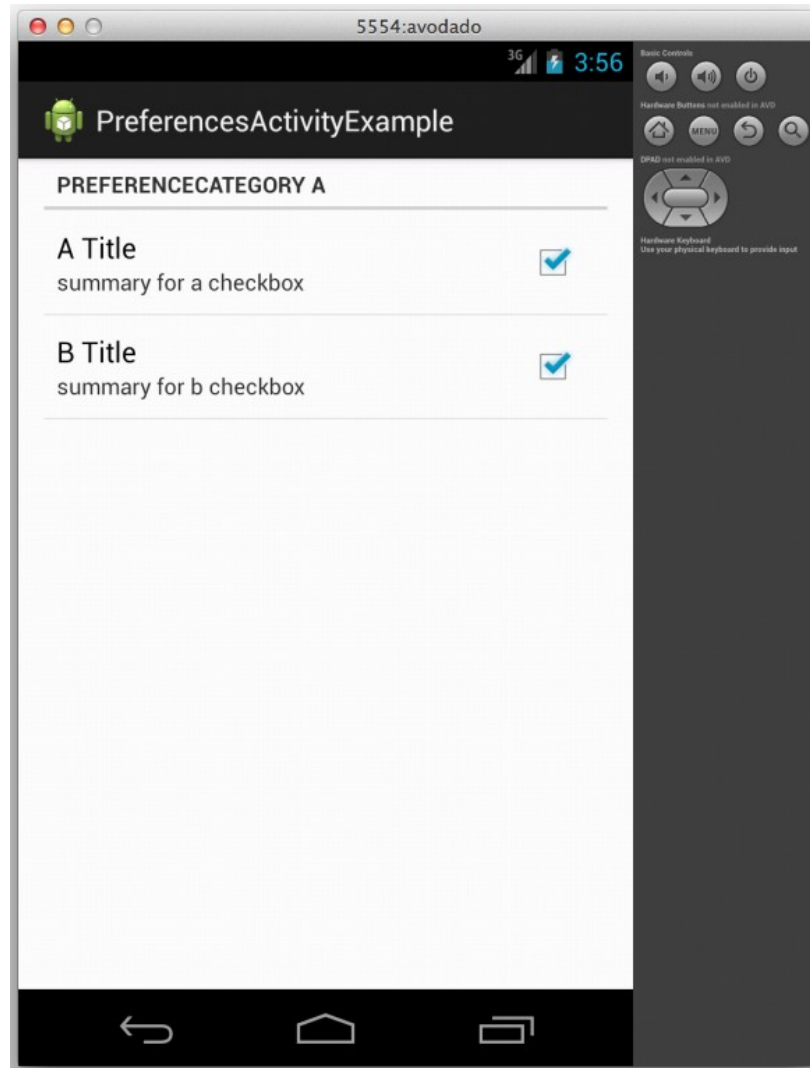 5554:avodado
3G 3:56
PreferencesActivityExample
PREFERENCECATEGORY A
A Title
summary for a checkbox
B Title
summary for b checkbox
Basic Controls
Hardware Buttons not enabled in AVD
MENU
DPAD not enabled in AVD
Hardware Keyboard
Use your physical keyboard to provide input